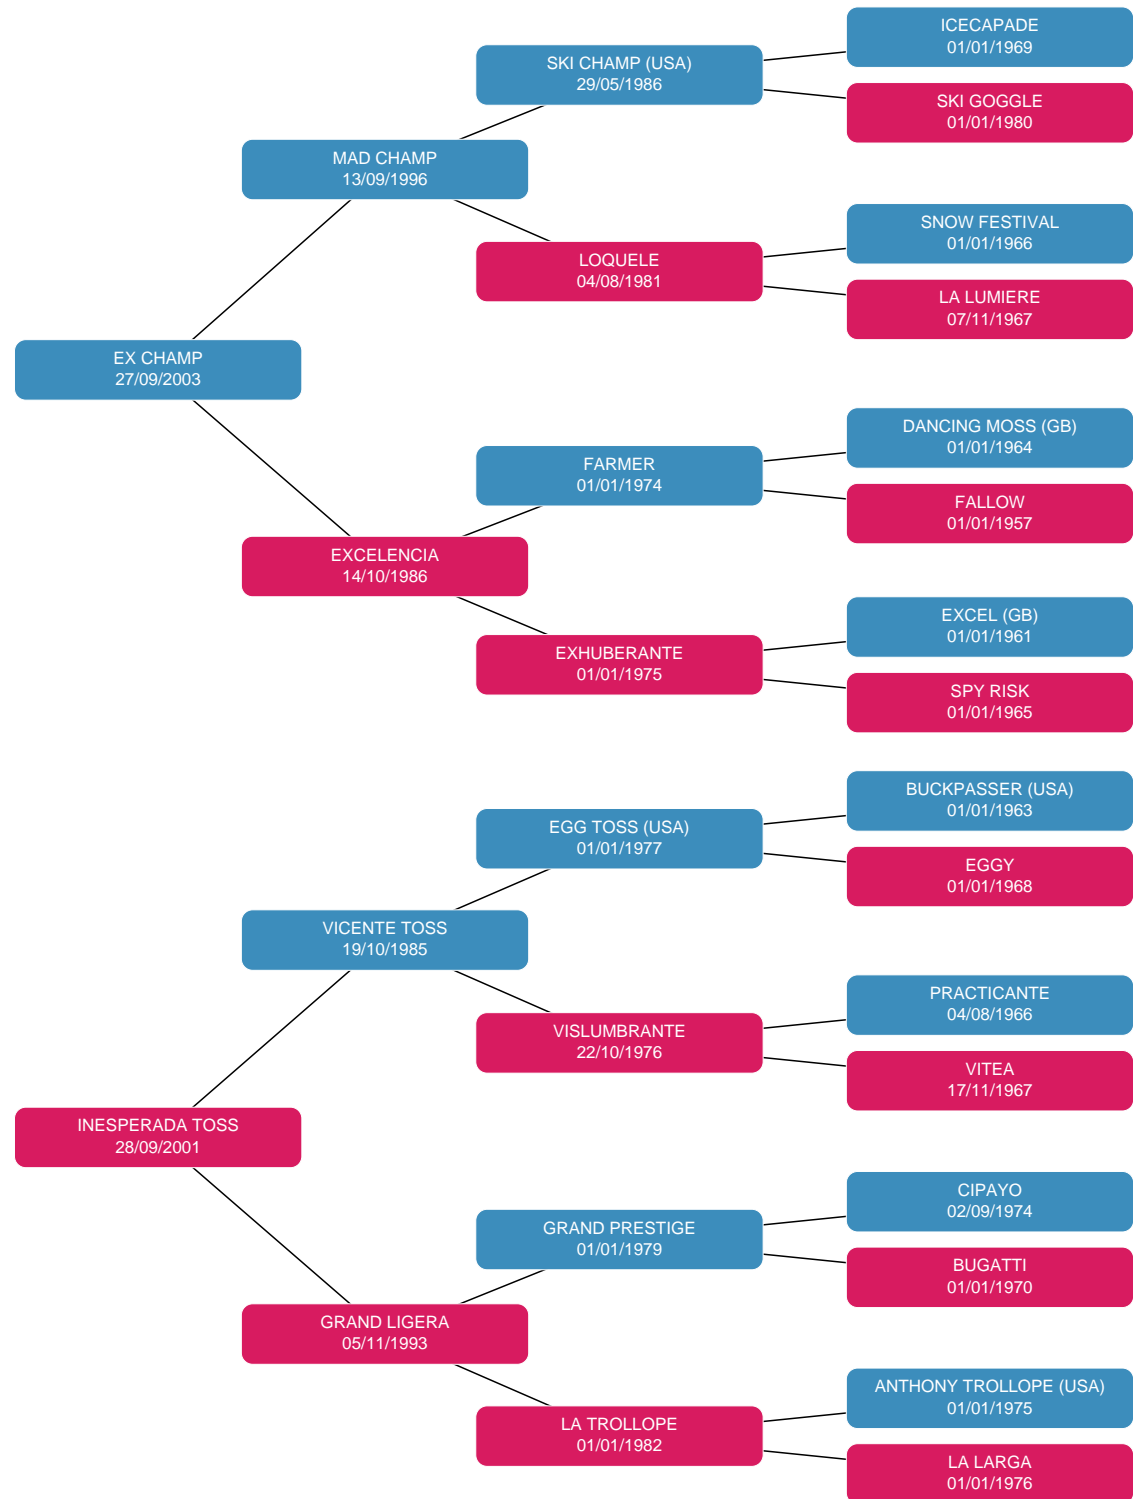 ICECAPADE
01/01/1969
SKI CHAMP (USA)
29/05/1986
SKI GOGGLE
01/01/1980
MAD CHAMP
13/09/1996
SNOW FESTIVAL
01/01/1966
LOQUELE
04/08/1981
LA LUMIERE
07/11/1967
EX CHAMP
27/09/2003
DANCING MOSS (GB)
01/01/1964
FARMER
01/01/1974
FALLOW
01/01/1957
EXCELENCIA
14/10/1986
EXCEL (GB)
01/01/1961
EXHUBERANTE
01/01/1975
SPY RISK
01/01/1965
BUCKPASSER (USA)
01/01/1963
EGG TOSS (USA)
01/01/1977
EGGY
01/01/1968
VICENTE TOSS
19/10/1985
PRACTICANTE
04/08/1966
VISLUMBRANTE
22/10/1976
VITEA
17/11/1967
INESPERADA TOSS
28/09/2001
CIPAYO
02/09/1974
GRAND PRESTIGE
01/01/1979
BUGATTI
01/01/1970
GRAND LIGERA
05/11/1993
ANTHONY TROLLOPE (USA)
01/01/1975
LA TROLLOPE
01/01/1982
LA LARGA
01/01/1976